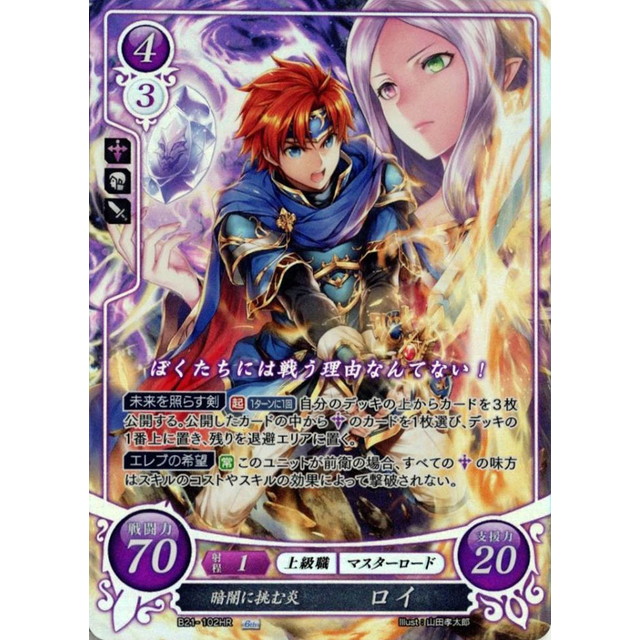 4
3
ぼくたちには戦う理由なんてない！
未来を照らす剣 起 1ターンに1回 自分のデッキの上からカードを3枚
公開する。公開したカードの中から のカードを1枚選び、デッキの
1番上に置き、残りを退避エリアに置く。
エレブの希望 常 このユニットが前衛の場合、すべての の味方
はスキルのコストやスキルの効果によって撃破されない。
戦闘力
70
射程 1
上級職
マスターロード
支援力
20
暗闇に挑む炎 ロイ
B21-102HR
Illust：山田孝太郎